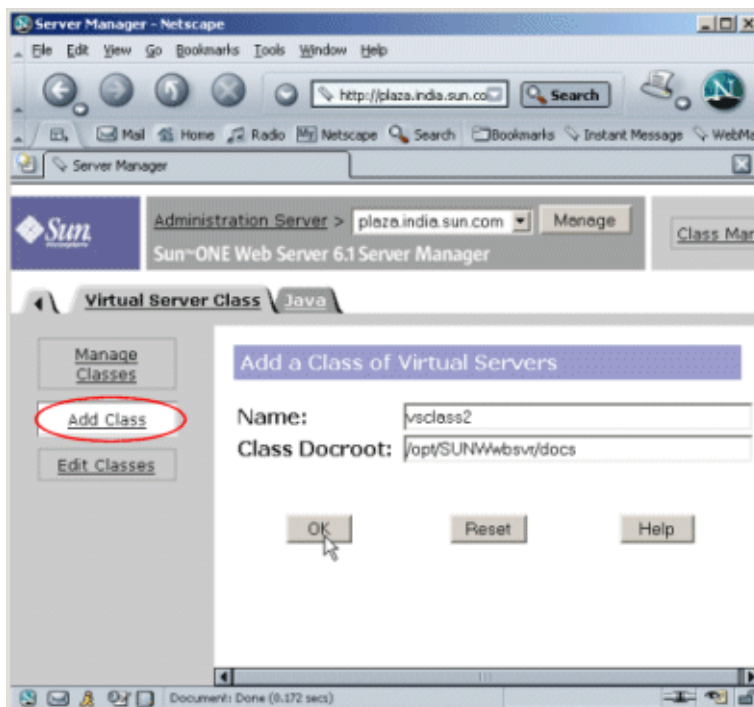 Server Manager - Netscape
File Edit View Go Bookmarks Tools Window Help
http://plaza.india.sun.co
Search
Mail Home Radio My Netscape Search Bookmarks Instant Message WebMa
Server Manager
Sun
Administration Server > plaza.india.sun.com Manage
Class Man
Sun ONE Web Server 6.1 Server Manager
Virtual Server Class Java
Manage
Classes
Add Class
Edit Classes
Add a Class of Virtual Servers
Name: vsclass2
Class Docroot: /opt/SUNWwbsvr/docs
OK Reset Help
Document: Done (0.172 secs)